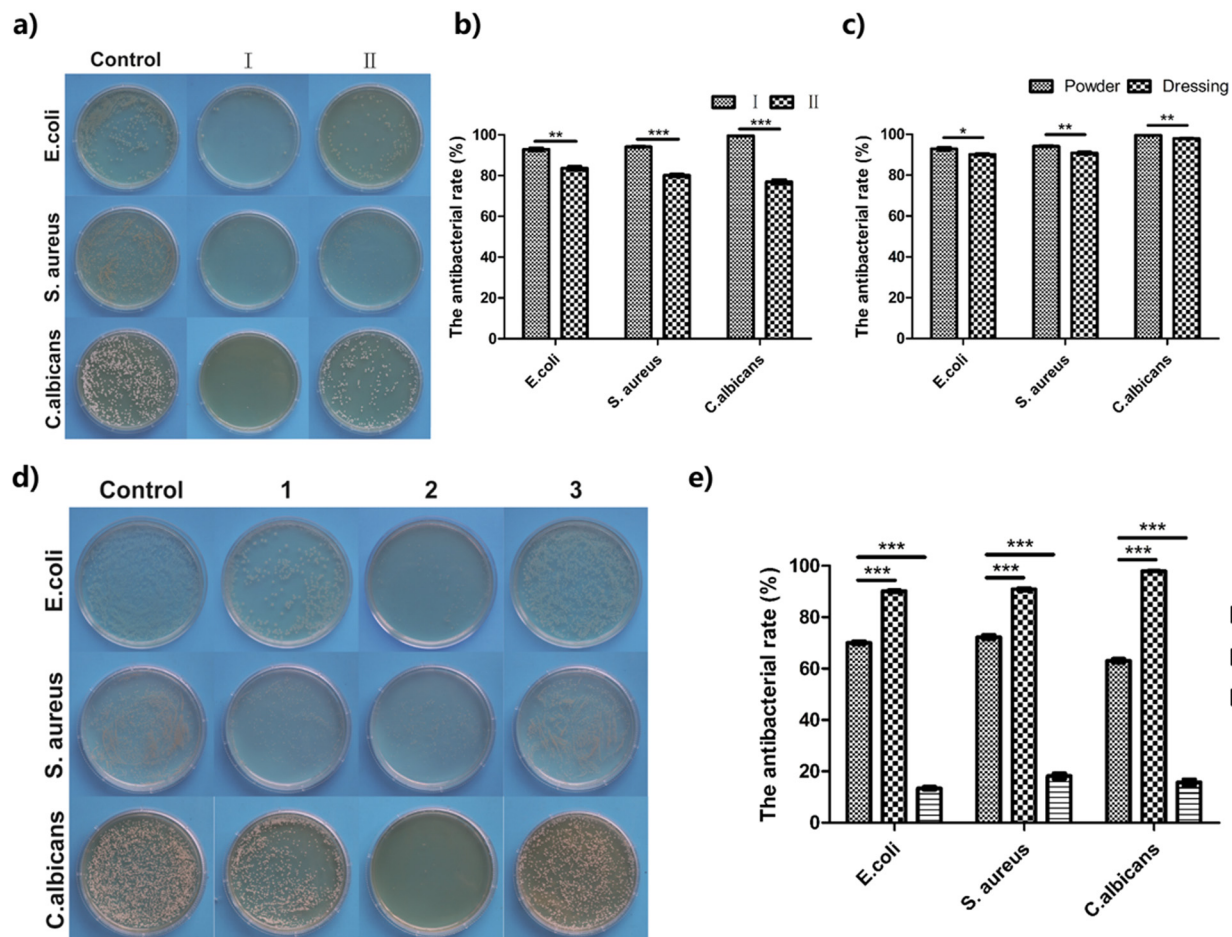 a)
Control I II
E.coli
S. aureus
C.albicans
b)
I II
The antibacterial rate (%)
100
80
60
40
20
0
** *** ***
E.coli
S. aureus
C.albicans
c)
Powder Dressing
The antibacterial rate (%)
100
80
60
40
20
0
* ** **
E.coli
S. aureus
C.albicans
d)
Control 1 2 3
E.coli
S. aureus
C.albicans
e)
The antibacterial rate (%)
100
80
60
40
20
0
*** *** ***
*** *** ***
E.coli
S. aureus
C.albicans